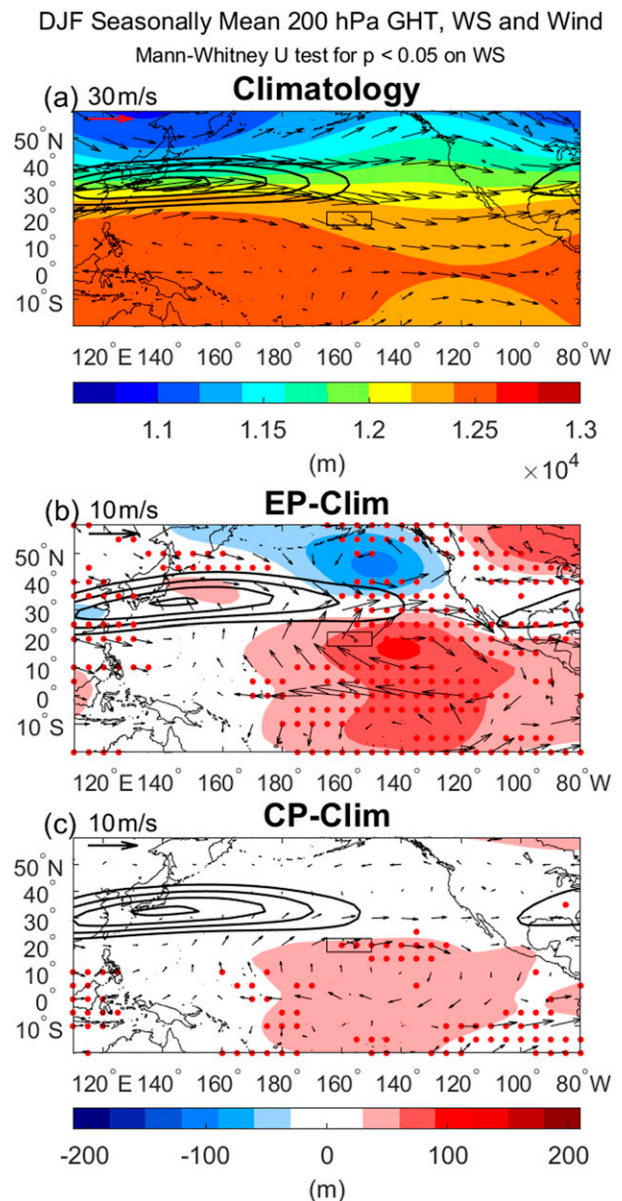 DJF Seasonally Mean 200 hPa GHT, WS and Wind
Mann-Whitney U test for p < 0.05 on WS
(a) 30m/s Climatology
50°N
40°
30°
20°
10°
0°
10°S
120°E 140° 160° 180° 160° 140° 120° 100° 80°W
1.1 1.15 1.2 1.25 1.3
(m) ×10⁴
(b) 10m/s EP-Clim
50°N
40°
30°
20°
10°
0°
10°S
120°E 140° 160° 180° 160° 140° 120° 100° 80°W
(c) 10m/s CP-Clim
50°N
40°
30°
20°
10°
0°
10°S
120°E 140° 160° 180° 160° 140° 120° 100° 80°W
-200 -100 0 100 200
(m)